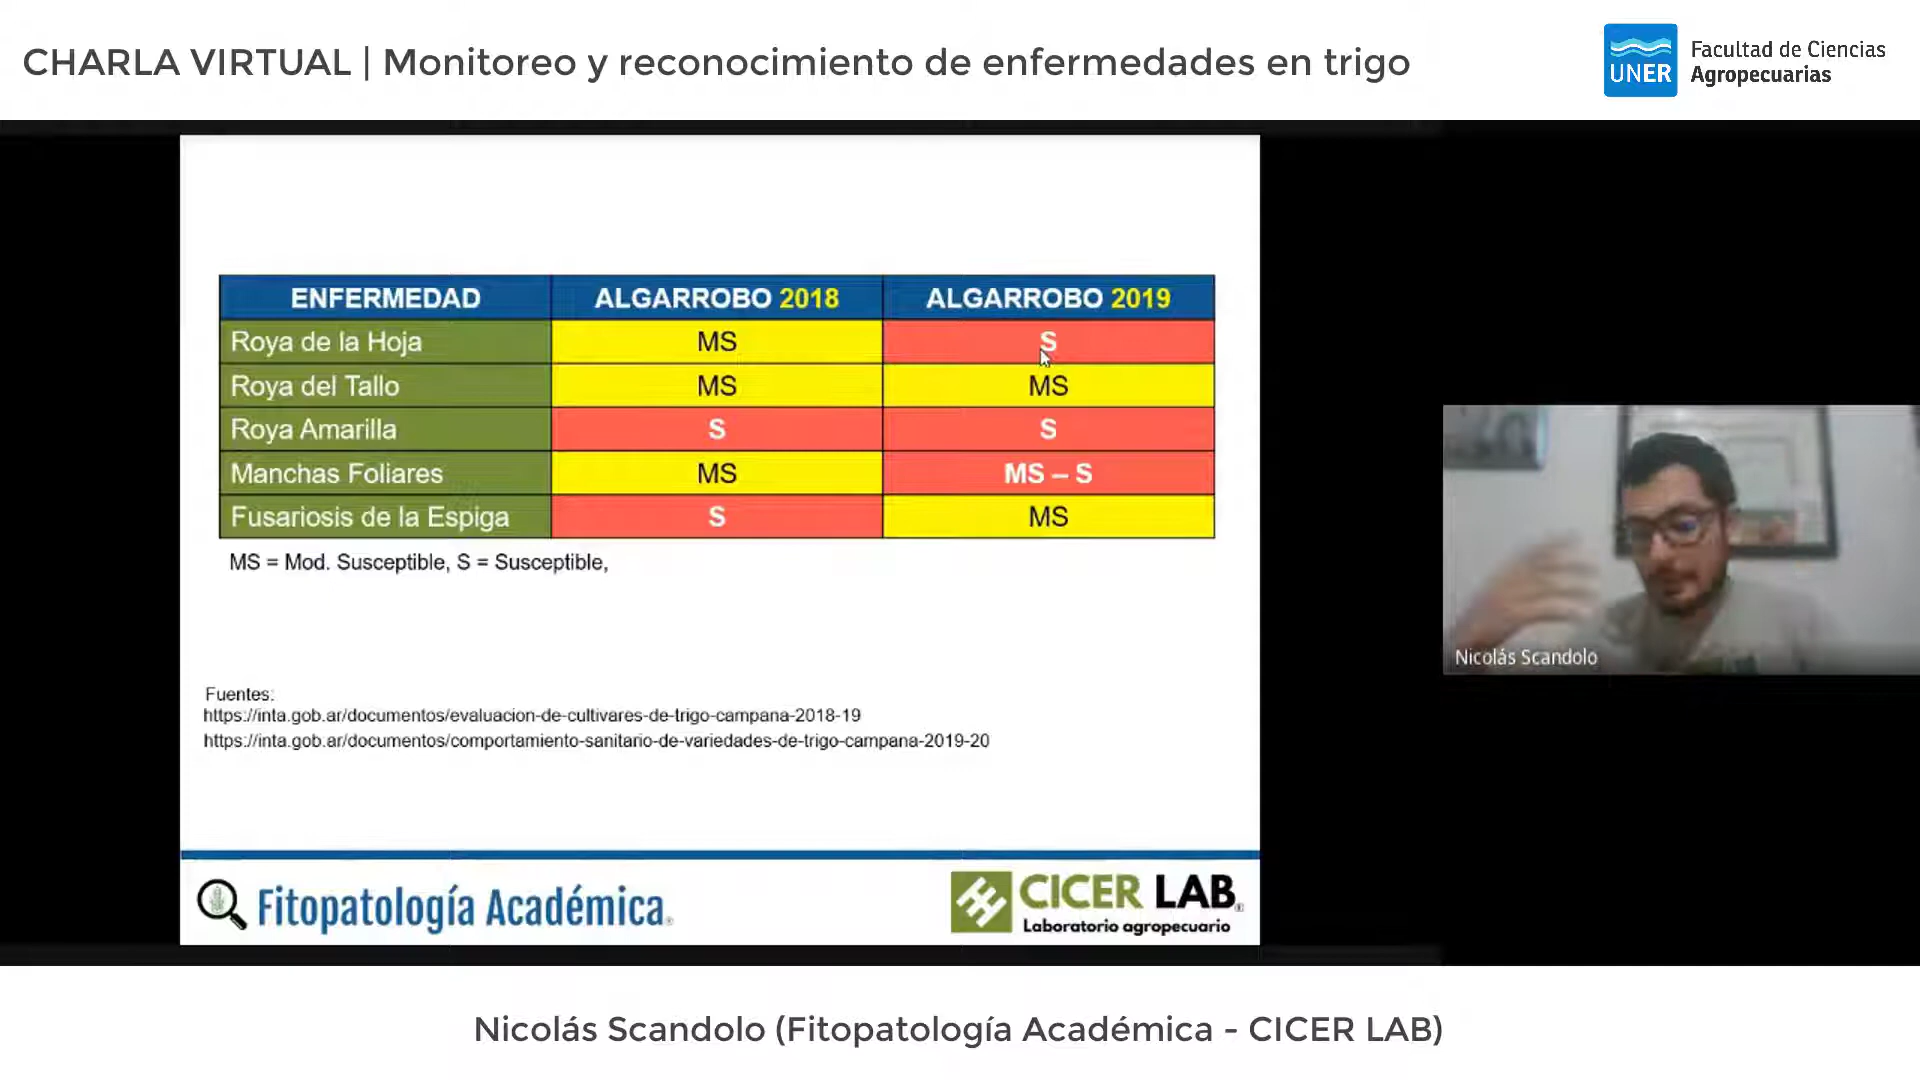 CHARLA VIRTUAL | Monitoreo y reconocimiento de enfermedades en trigo
UNER
Facultad de Ciencias
Agropecuarias
ENFERMEDAD ALGARROBO 2018 ALGARROBO 2019
Roya de la Hoja MS S
Roya del Tallo MS MS
Roya Amarilla S S
Manchas Foliares MS MS – S
Fusariosis de la Espiga S MS
MS = Mod. Susceptible, S = Susceptible,
Fuentes:
https://inta.gob.ar/documentos/evaluacion-de-cultivares-de-trigo-campana-2018-19
https://inta.gob.ar/documentos/comportamiento-sanitario-de-variedades-de-trigo-campana-2019-20
Nicolás Scandolo
Fitopatología Académica®
CICER LAB®
Laboratorio agropecuario
Nicolás Scandolo (Fitopatología Académica - CICER LAB)